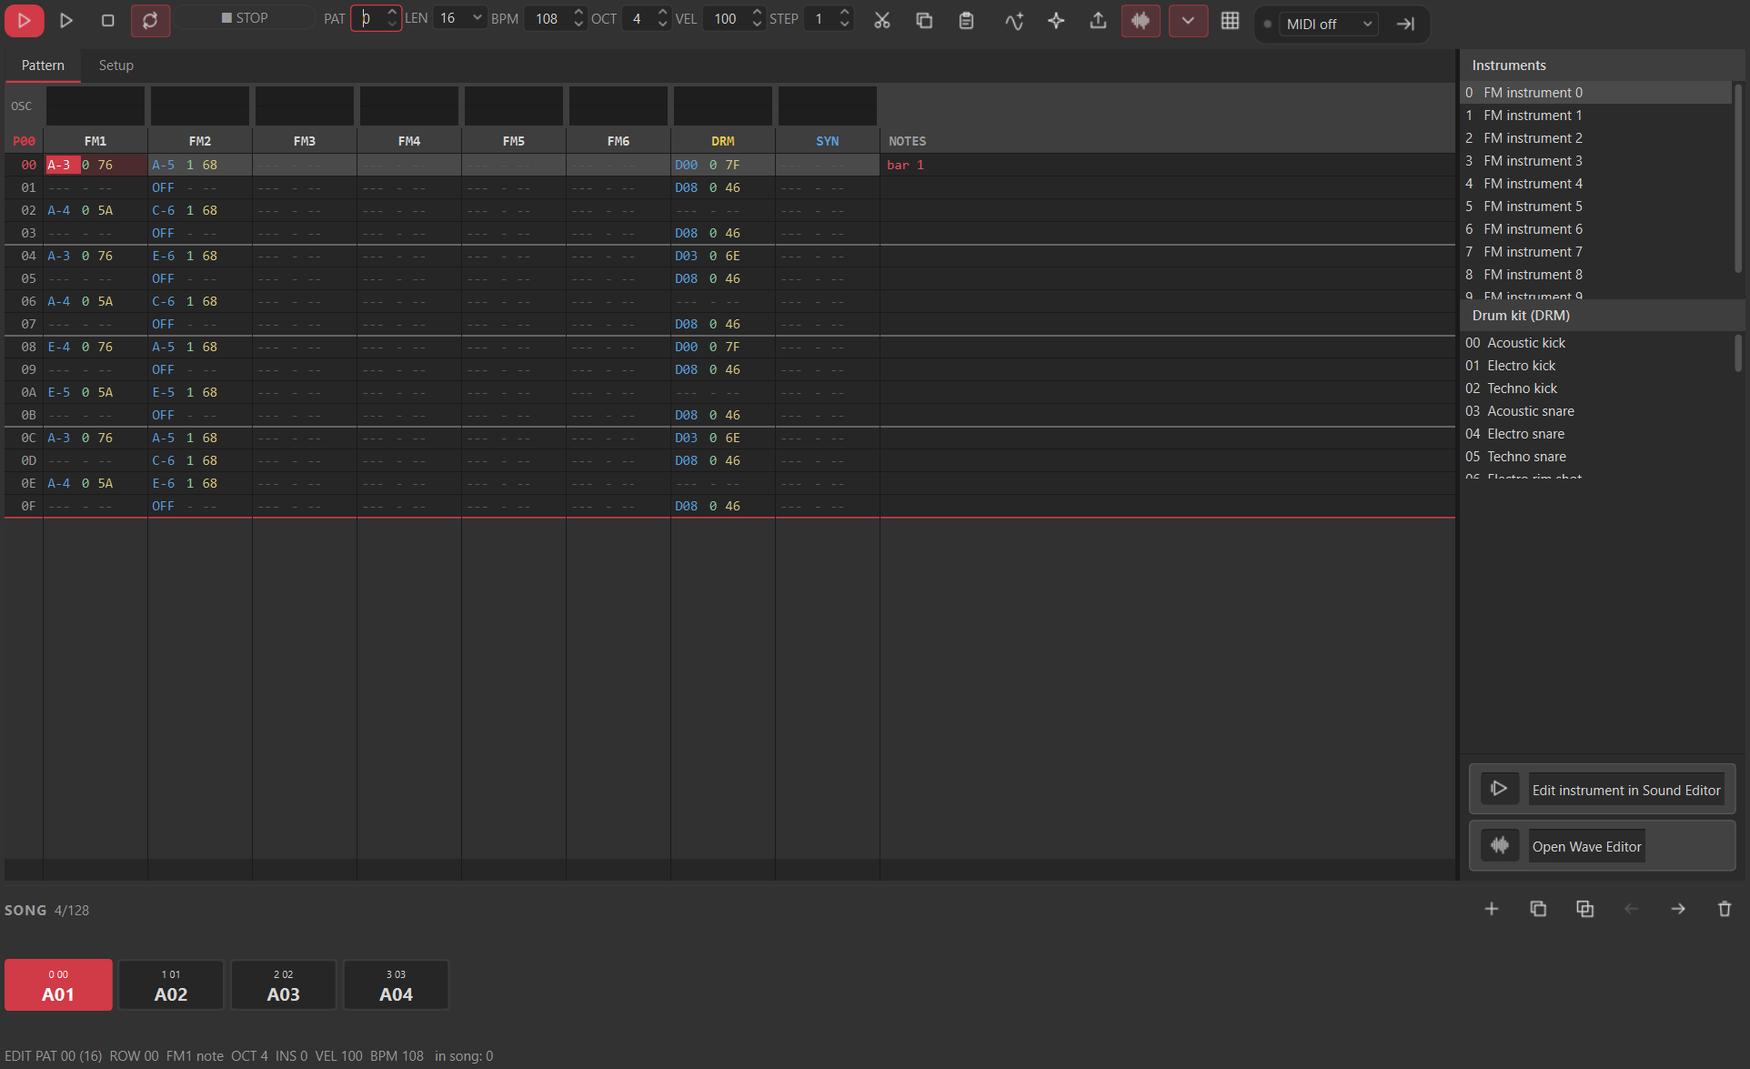 STOP PAT 0 LEN 16 BPM 108 OCT 4 VEL 100 STEP 1 MIDI off
Pattern Setup
OSC
P00 FM1 FM2 FM3 FM4 FM5 FM6 DRM SYN NOTES
00 A-3 0 76 A-5 1 68 --- - -- --- - -- --- - -- --- - -- D00 0 7F --- - -- bar 1
01 --- - -- OFF - -- --- - -- --- - -- --- - -- --- - -- D08 0 46 --- - --
02 A-4 0 5A C-6 1 68 --- - -- --- - -- --- - -- --- - -- --- - -- --- - --
03 --- - -- OFF - -- --- - -- --- - -- --- - -- --- - -- D08 0 46 --- - --
04 A-3 0 76 E-6 1 68 --- - -- --- - -- --- - -- --- - -- D03 0 6E --- - --
05 --- - -- OFF - -- --- - -- --- - -- --- - -- --- - -- D08 0 46 --- - --
06 A-4 0 5A C-6 1 68 --- - -- --- - -- --- - -- --- - -- --- - -- --- - --
07 --- - -- OFF - -- --- - -- --- - -- --- - -- --- - -- D08 0 46 --- - --
08 E-4 0 76 A-5 1 68 --- - -- --- - -- --- - -- --- - -- D00 0 7F --- - --
09 --- - -- OFF - -- --- - -- --- - -- --- - -- --- - -- D08 0 46 --- - --
0A E-5 0 5A E-5 1 68 --- - -- --- - -- --- - -- --- - -- --- - -- --- - --
0B --- - -- OFF - -- --- - -- --- - -- --- - -- --- - -- D08 0 46 --- - --
0C A-3 0 76 A-5 1 68 --- - -- --- - -- --- - -- --- - -- D03 0 6E --- - --
0D --- - -- C-6 1 68 --- - -- --- - -- --- - -- --- - -- D08 0 46 --- - --
0E A-4 0 5A E-6 1 68 --- - -- --- - -- --- - -- --- - -- --- - -- --- - --
0F --- - -- OFF - -- --- - -- --- - -- --- - -- --- - -- D08 0 46 --- - --
Instruments
0 FM instrument 0
1 FM instrument 1
2 FM instrument 2
3 FM instrument 3
4 FM instrument 4
5 FM instrument 5
6 FM instrument 6
7 FM instrument 7
8 FM instrument 8
9 FM instrument 9
Drum kit (DRM)
00 Acoustic kick
01 Electro kick
02 Techno kick
03 Acoustic snare
04 Electro snare
05 Techno snare
06 Electro rim shot
Edit instrument in Sound Editor
Open Wave Editor
SONG 4/128
0 00 1 01 2 02 3 03
A01 A02 A03 A04
EDIT PAT 00 (16) ROW 00 FM1 note OCT 4 INS 0 VEL 100 BPM 108 in song: 0